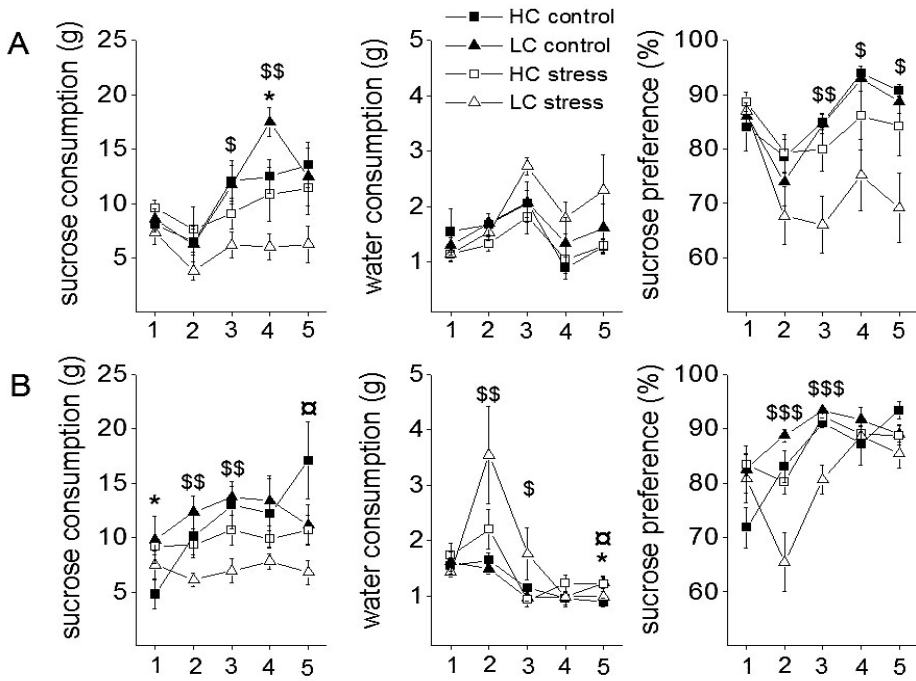 A
sucrose consumption (g)
25
20
15
10
5
$
$$
*
1 2 3 4 5
water consumption (g)
5
4
3
2
1
HC control
LC control
HC stress
LC stress
1 2 3 4 5
sucrose preference (%)
100
90
80
70
60
$$
$
$
1 2 3 4 5
B
sucrose consumption (g)
25
20
15
10
5
*
$$
$$
¤
1 2 3 4 5
water consumption (g)
5
4
3
2
1
$$
$
¤
*
1 2 3 4 5
sucrose preference (%)
100
90
80
70
60
$$$
$$$
1 2 3 4 5